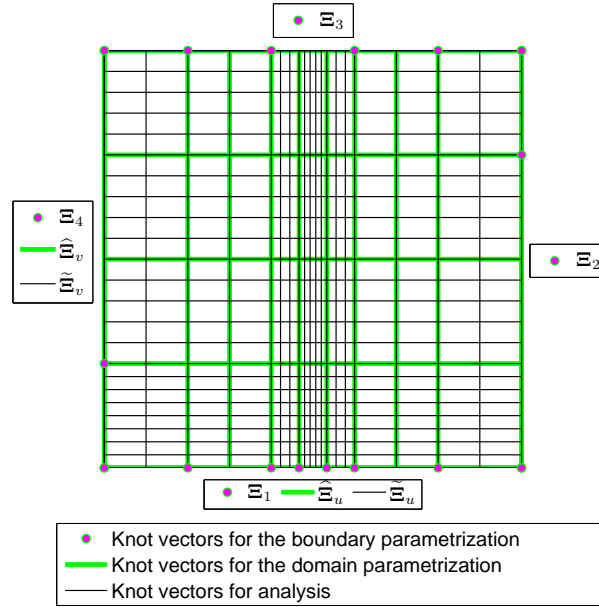 Ξ₃
Ξ₄
Ξ̂ᵥ
Ξ̃ᵥ
Ξ₂
Ξ₁ Ξ̂ᵤ Ξ̃ᵤ
Knot vectors for the boundary parametrization
Knot vectors for the domain parametrization
Knot vectors for analysis